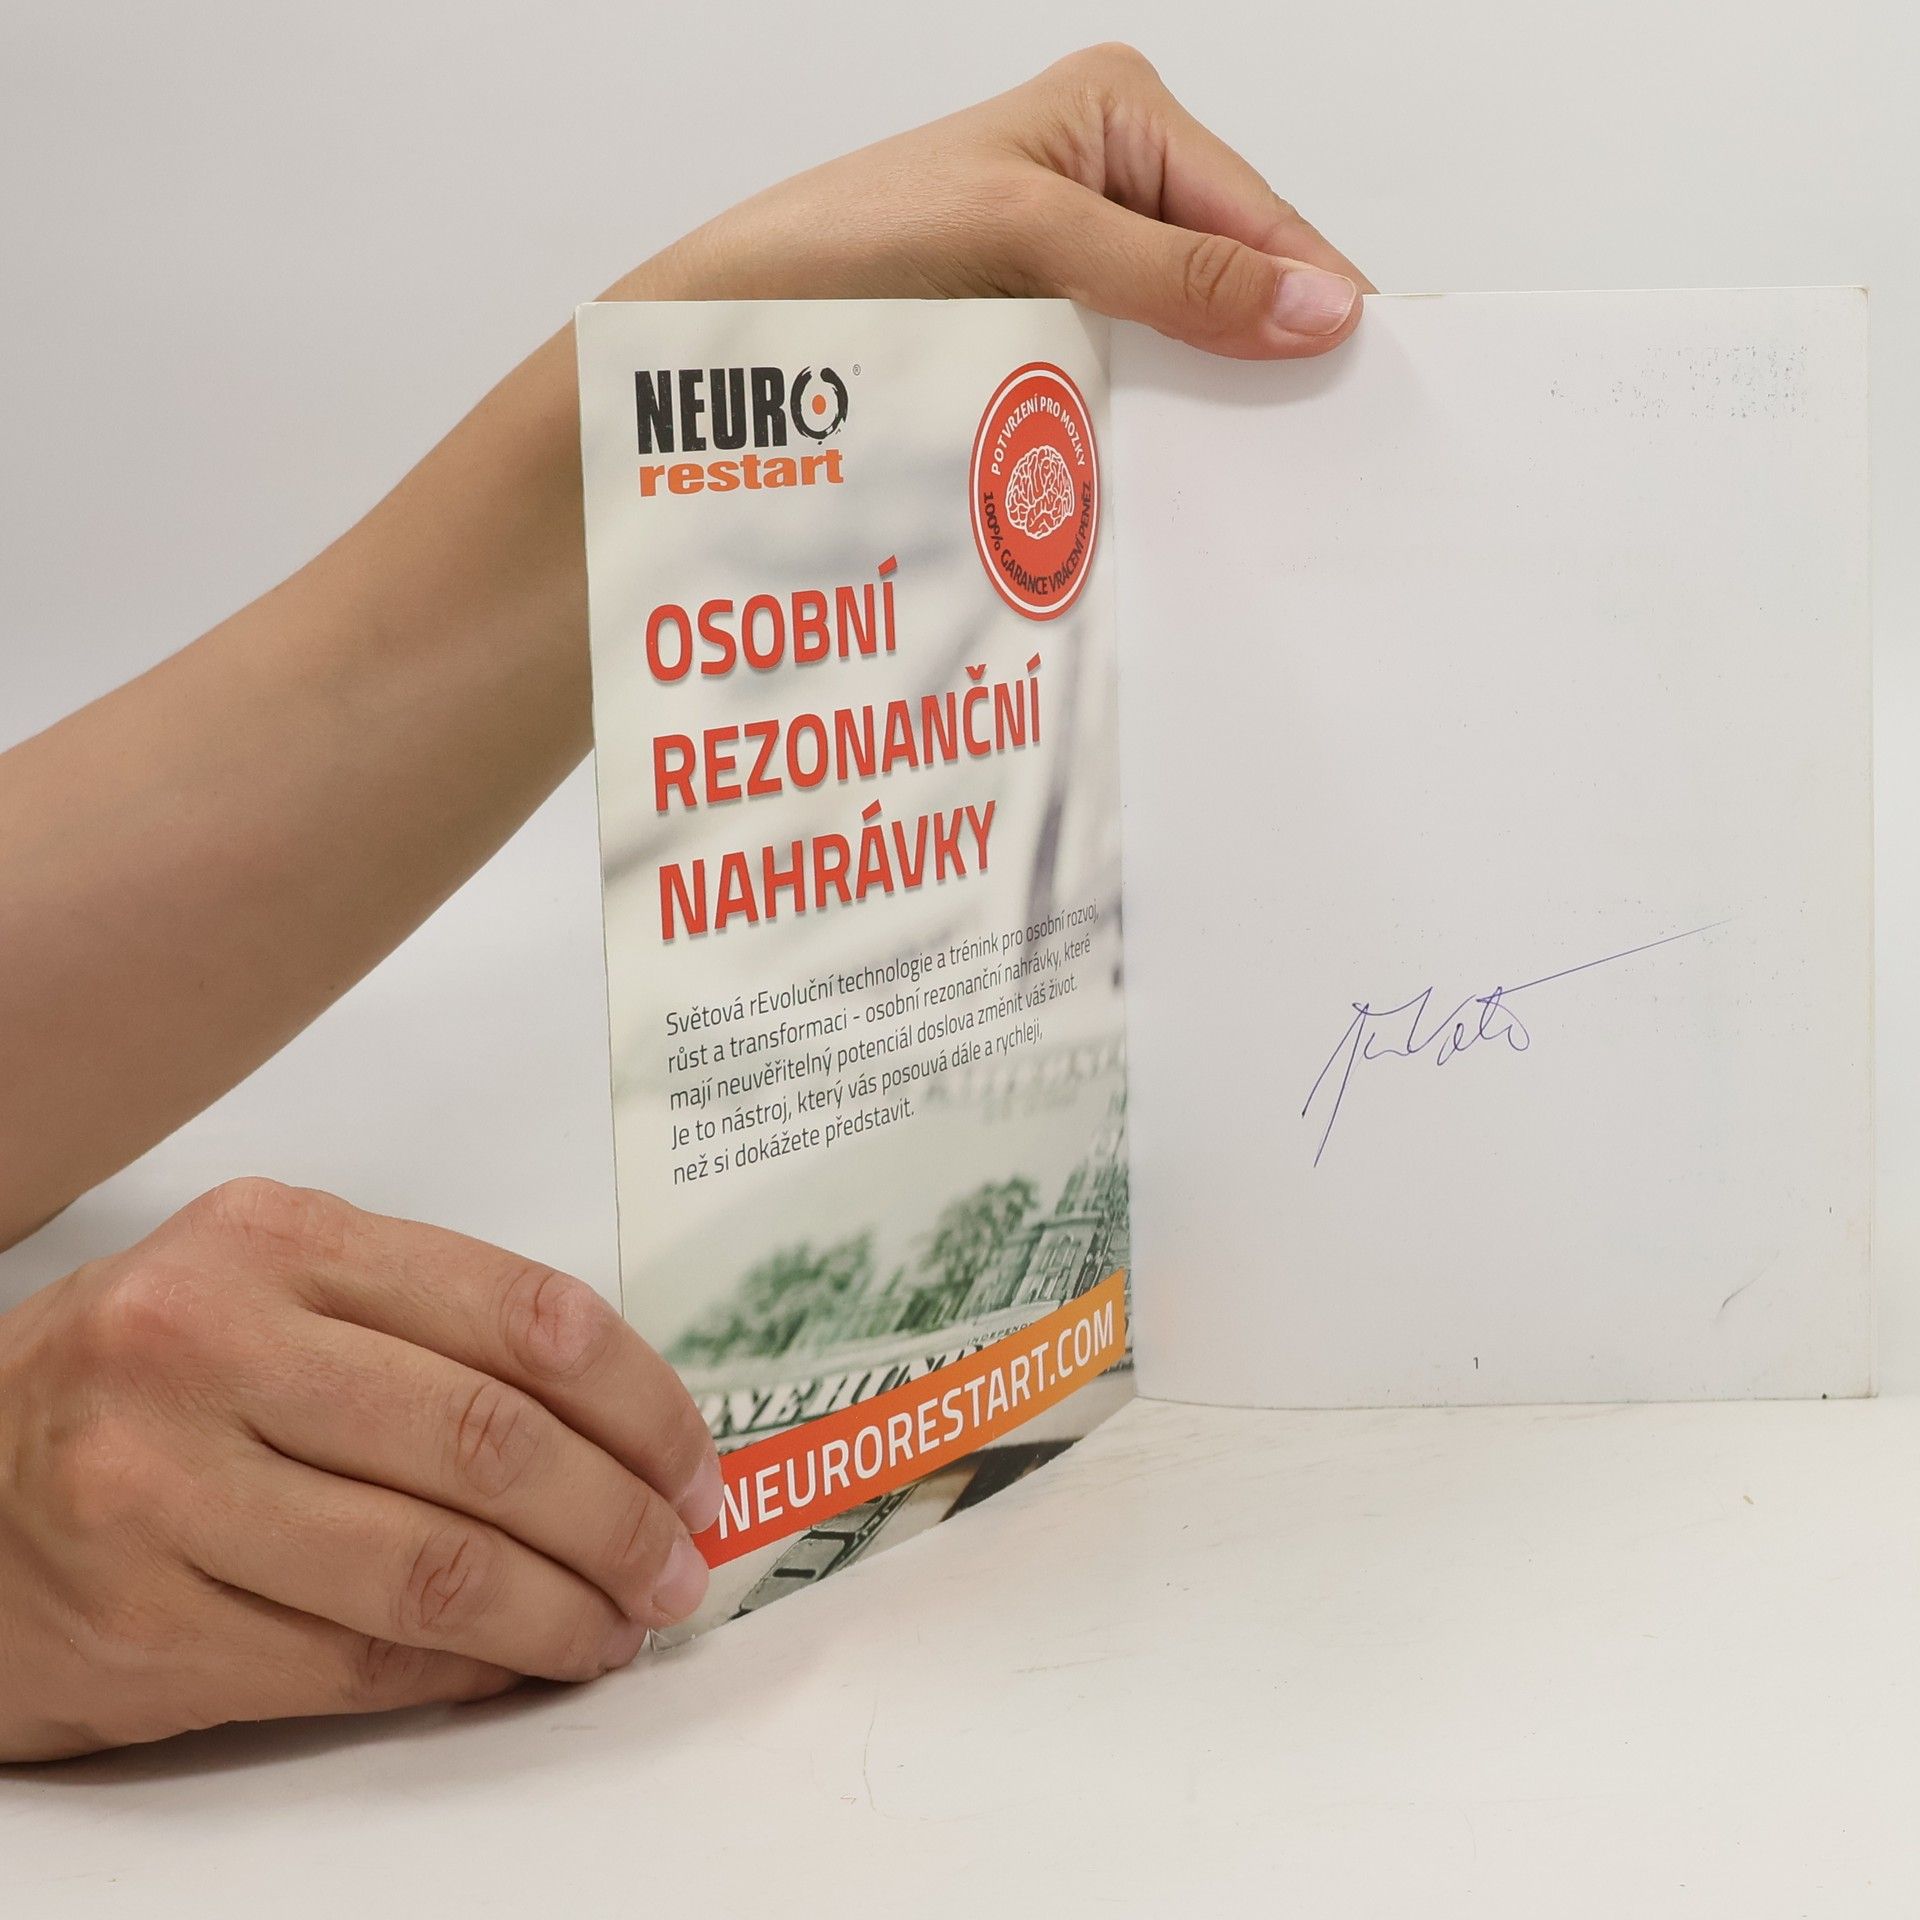 NEURO®
restart
POTVRZENÍ PRO MOZKY
100% GARANCE VRÁCENÍ PENĚZ
OSOBNÍ
REZONANČNÍ
NAHRÁVKY
Světová rEvoluční technologie a trénink pro osobní rozvoj,
růst a transformaci - osobní rezonanční nahrávky, které
mají neuvěřitelný potenciál doslova změnit váš život.
Je to nástroj, který vás posouvá dále a rychleji,
než si dokážete představit.
NEURORESTART.COM
1